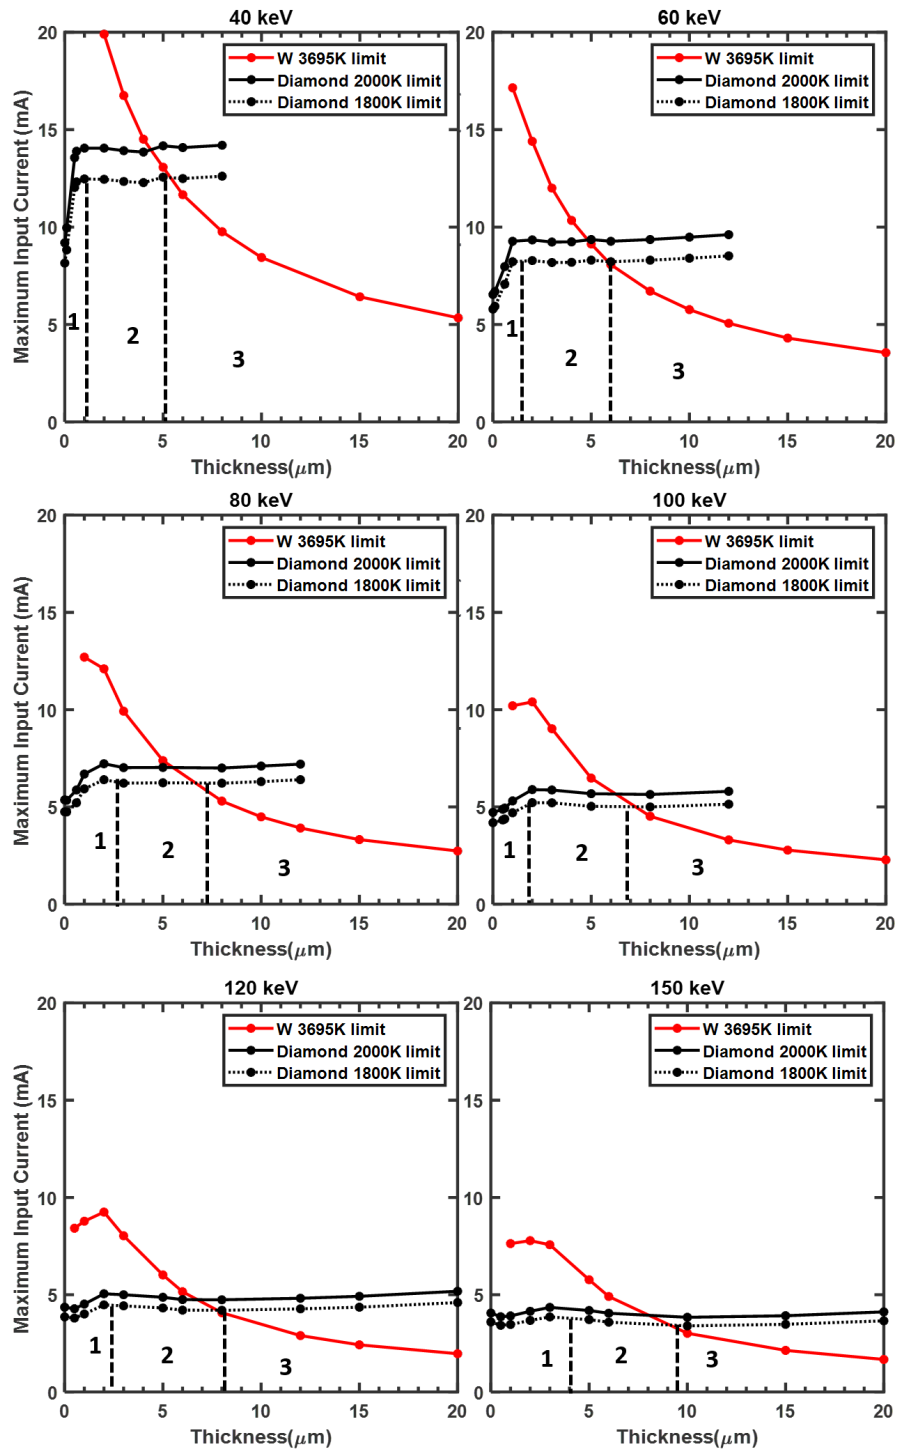 40 keV
20
15
10
5
0
Maximum Input Current (mA)
W 3695K limit
Diamond 2000K limit
Diamond 1800K limit
1
2
3
0 5 10 15 20
Thickness(μm)
60 keV
20
15
10
5
0
W 3695K limit
Diamond 2000K limit
Diamond 1800K limit
1
2
3
0 5 10 15 20
Thickness(μm)
80 keV
20
15
10
5
0
Maximum Input Current (mA)
W 3695K limit
Diamond 2000K limit
Diamond 1800K limit
1
2
3
0 5 10 15 20
Thickness(μm)
100 keV
20
15
10
5
0
W 3695K limit
Diamond 2000K limit
Diamond 1800K limit
1
2
3
0 5 10 15 20
Thickness(μm)
120 keV
20
15
10
5
0
Maximum Input Current (mA)
W 3695K limit
Diamond 2000K limit
Diamond 1800K limit
1
2
3
0 5 10 15 20
Thickness(μm)
150 keV
20
15
10
5
0
W 3695K limit
Diamond 2000K limit
Diamond 1800K limit
1
2
3
0 5 10 15 20
Thickness(μm)